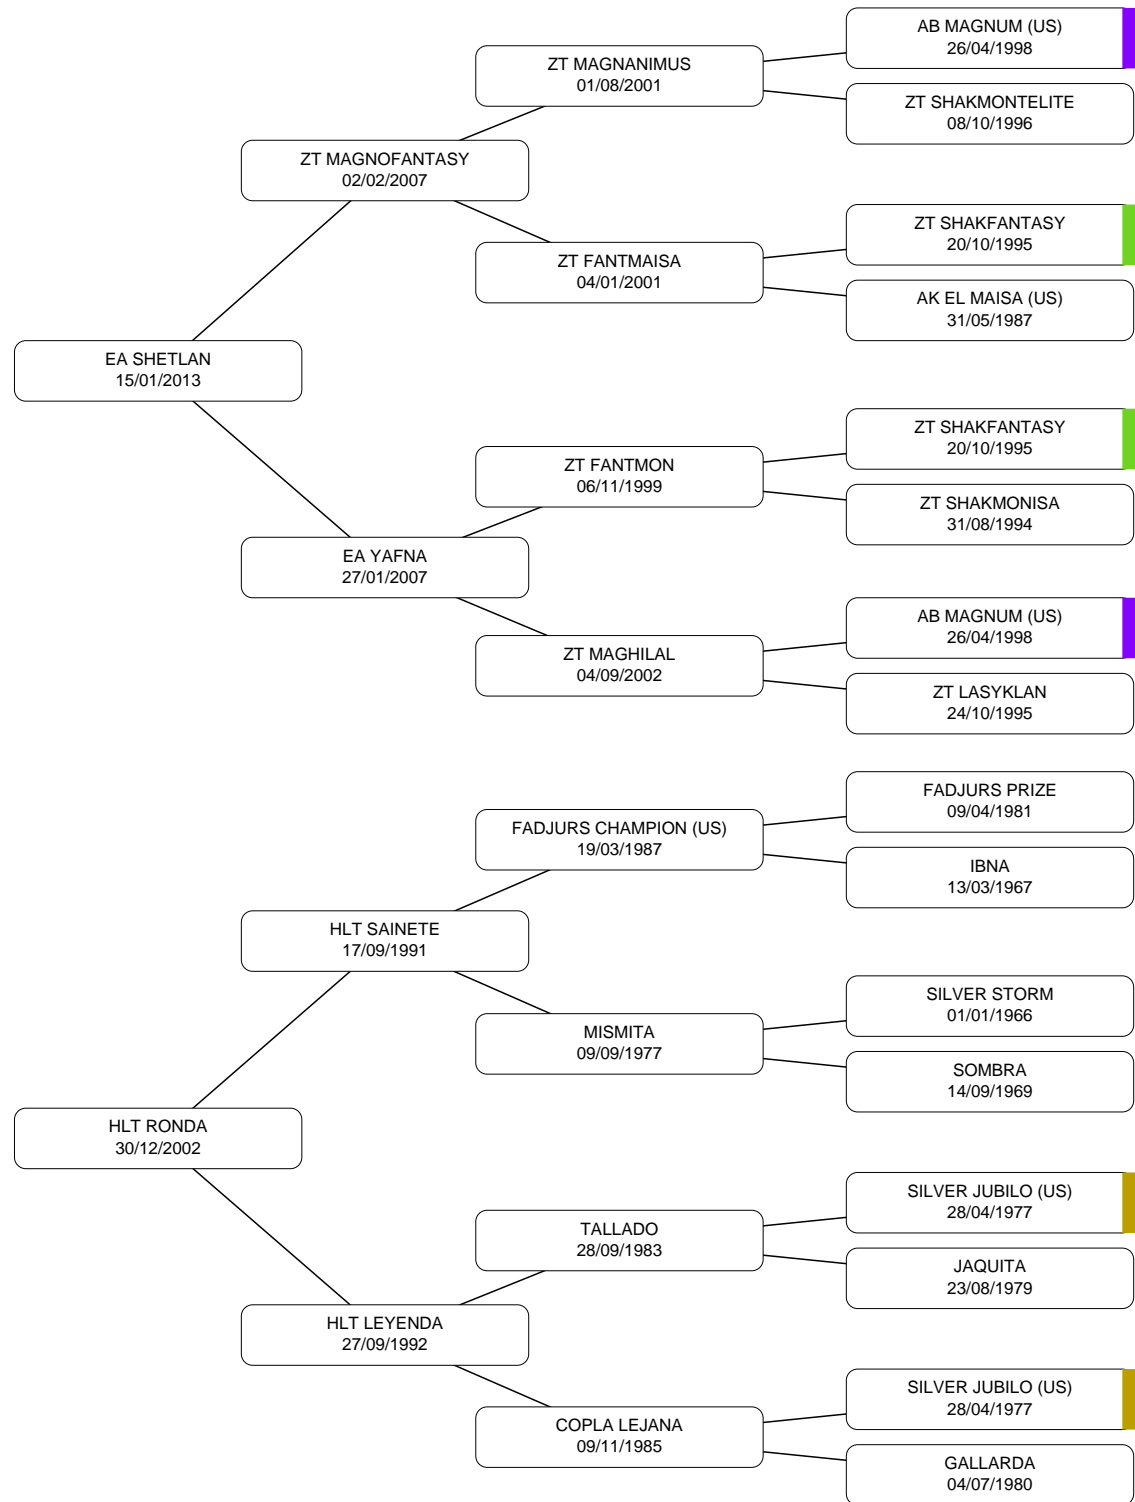 AB MAGNUM (US)
26/04/1998
ZT MAGNANIMUS
01/08/2001
ZT SHAKMONTELITE
08/10/1996
ZT MAGNOFANTASY
02/02/2007
ZT SHAKFANTASY
20/10/1995
ZT FANTMAISA
04/01/2001
AK EL MAISA (US)
31/05/1987
EA SHETLAN
15/01/2013
ZT SHAKFANTASY
20/10/1995
ZT FANTMON
06/11/1999
ZT SHAKMONISA
31/08/1994
EA YAFNA
27/01/2007
AB MAGNUM (US)
26/04/1998
ZT MAGHILAL
04/09/2002
ZT LASYKLAN
24/10/1995
FADJURS PRIZE
09/04/1981
FADJURS CHAMPION (US)
19/03/1987
IBNA
13/03/1967
HLT SAINETE
17/09/1991
SILVER STORM
01/01/1966
MISMITA
09/09/1977
SOMBRA
14/09/1969
HLT RONDA
30/12/2002
SILVER JUBILO (US)
28/04/1977
TALLADO
28/09/1983
JAQUITA
23/08/1979
HLT LEYENDA
27/09/1992
SILVER JUBILO (US)
28/04/1977
COPLA LEJANA
09/11/1985
GALLARDA
04/07/1980